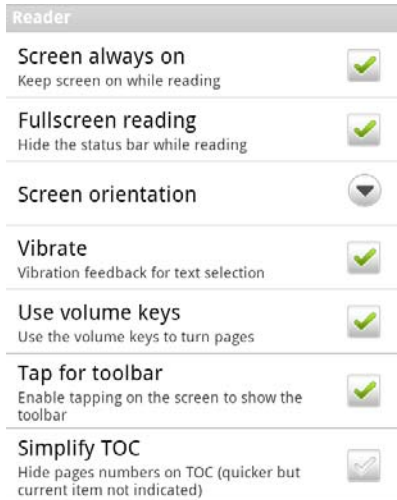 Reader
Screen always on
Keep screen on while reading
Fullscreen reading
Hide the status bar while reading
Screen orientation
Vibrate
Vibration feedback for text selection
Use volume keys
Use the volume keys to turn pages
Tap for toolbar
Enable tapping on the screen to show the
toolbar
Simplify TOC
Hide pages numbers on TOC (quicker but
current item not indicated)